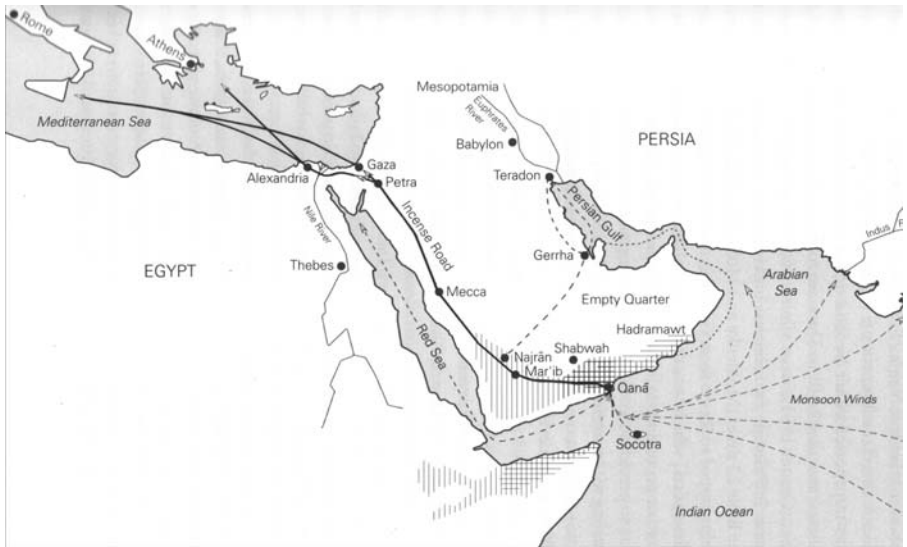 Rome
Athens
Mediterranean Sea
Mesopotamia
Euphrates
River
Babylon
PERSIA
Teradon
Gaza
Alexandria
Petra
Persian Gulf
Incense Road
Nile River
Indus R
Gerrha
Arabian
Sea
Thebes
EGYPT
Mecca
Empty Quarter
Red Sea
Hadramawt
Shabwah
Najrān
Mar'ib
Qanā
Monsoon Winds
Socotra
Indian Ocean